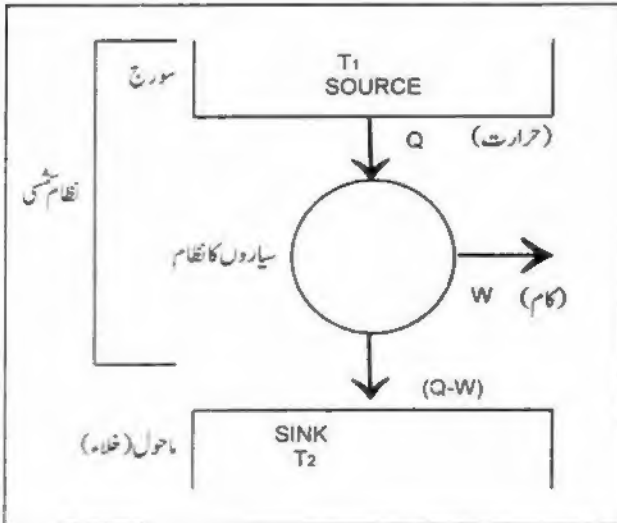 T1
SOURCE
سورج
Q
(حرارت)
نظام شمسی
سیاروں کا نظام
W
(کام)
(Q-W)
SINK
T2
ماحول (خلاء)